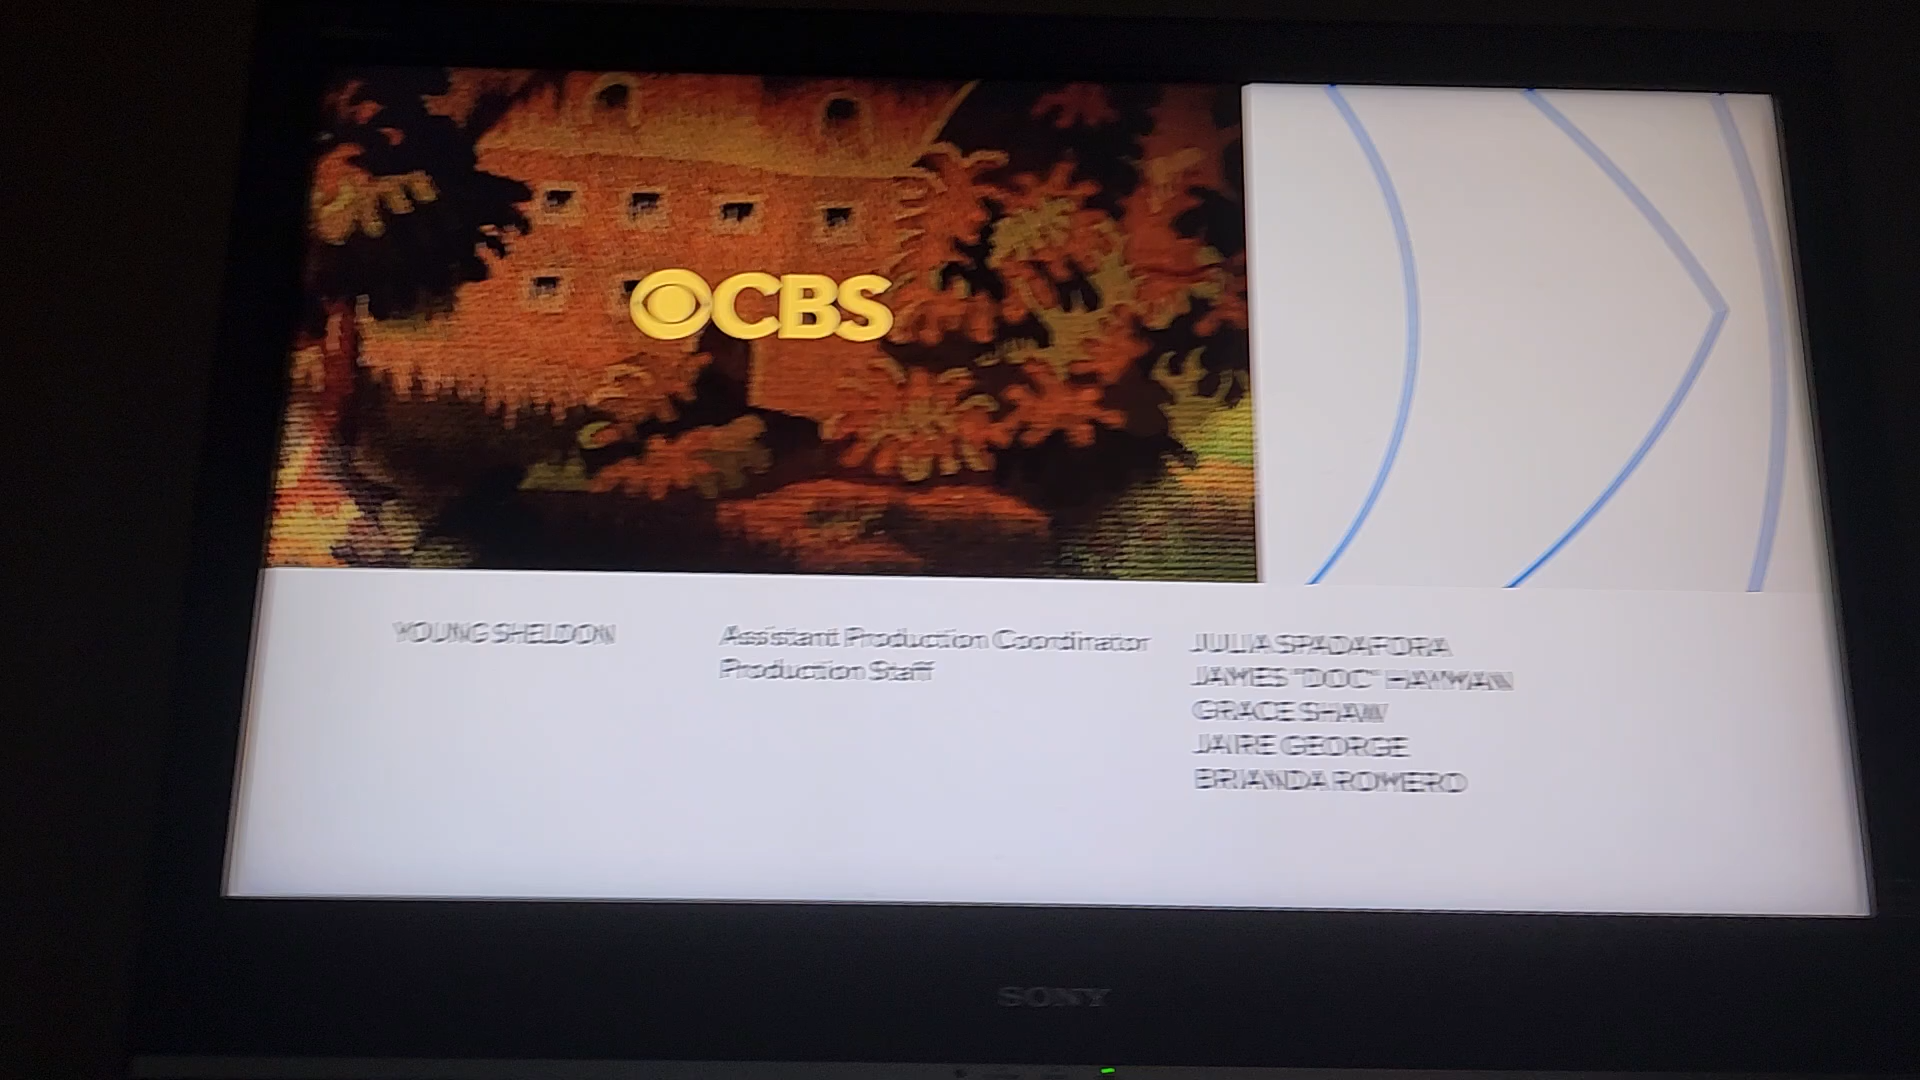 CBS
YOUNG SHELDON
Assistant Production Coordinator
Production Staff
JULIA SPADAFORA
JAMES "DOC" HAYMAN
GRACE SHAW
JAIRE GEORGE
BRIANDA ROMERO
SONY